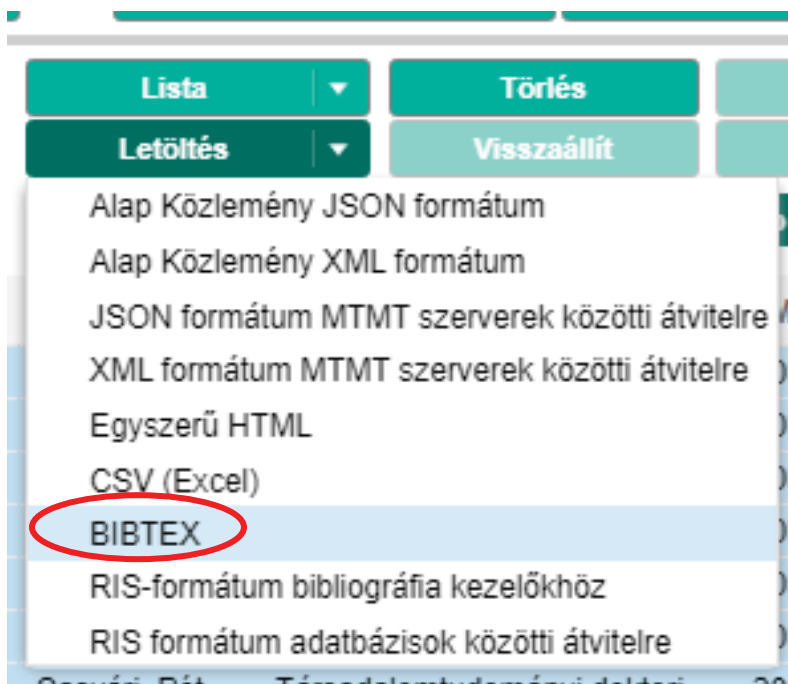 Lista
Törlés
Letöltés
Visszaállít
Alap Közlemény JSON formátum
Alap Közlemény XML formátum
JSON formátum MTMT szerverek közötti átvitelre
XML formátum MTMT szerverek közötti átvitelre
Egyszerű HTML
CSV (Excel)
BIBTEX
RIS-formátum bibliográfia kezelőkhöz
RIS formátum adatbázisok közötti átvitelre